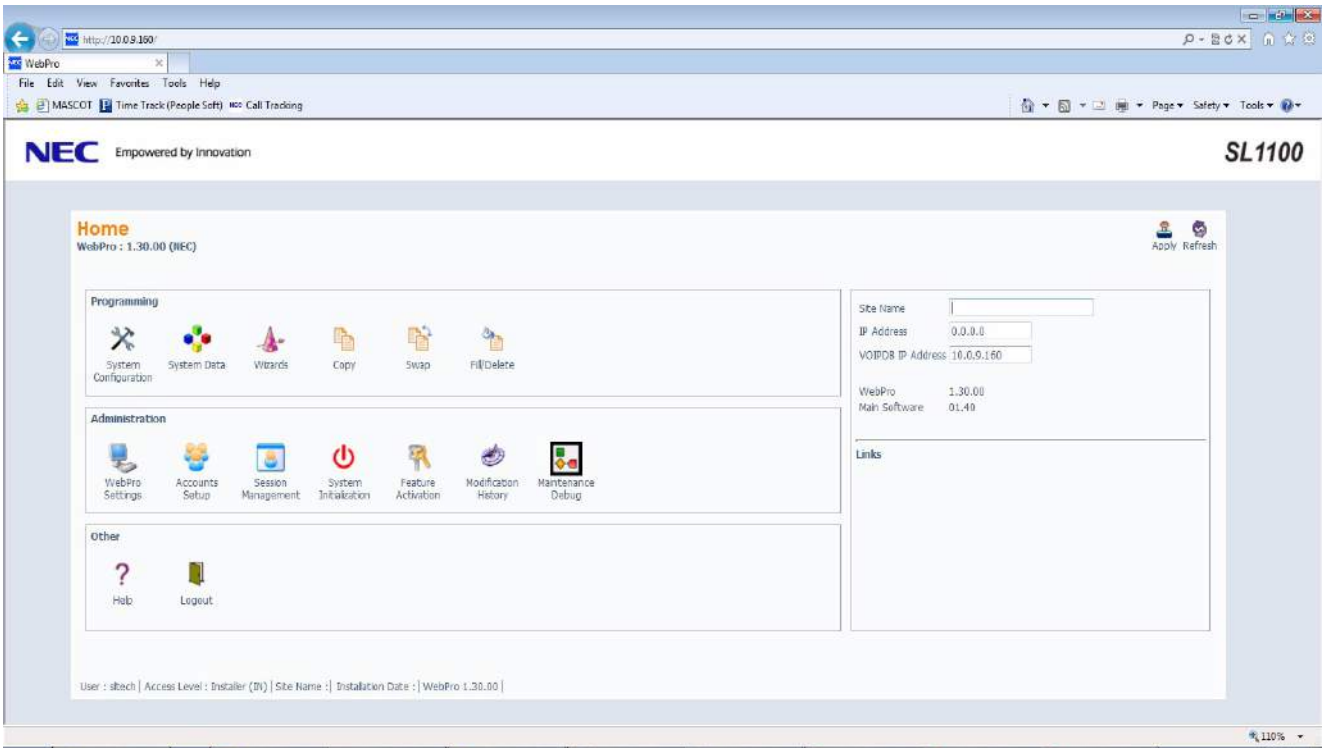 http://10.0.9.160/
NEC WebPro
File Edit View Favorites Tools Help
MASCOT Time Track (People Soft) NEC Call Tracking
Page Safety Tools
NEC Empowered by Innovation
SL1100
Home
WebPro : 1.30.00 (NEC)
Apply Refresh
Programming
System Configuration
System Data
Wizards
Copy
Swap
Fill/Delete
Administration
WebPro Settings
Accounts Setup
Session Management
System Initialization
Feature Activation
Modification History
Maintenance Debug
Other
Help
Logout
Site Name
IP Address 0.0.0.0
VOIPDB IP Address 10.0.9.160
WebPro 1.30.00
Main Software 01.40
Links
User : sltech | Access Level : Installer (IN) | Site Name : | Installation Date : | WebPro 1.30.00 |
110%